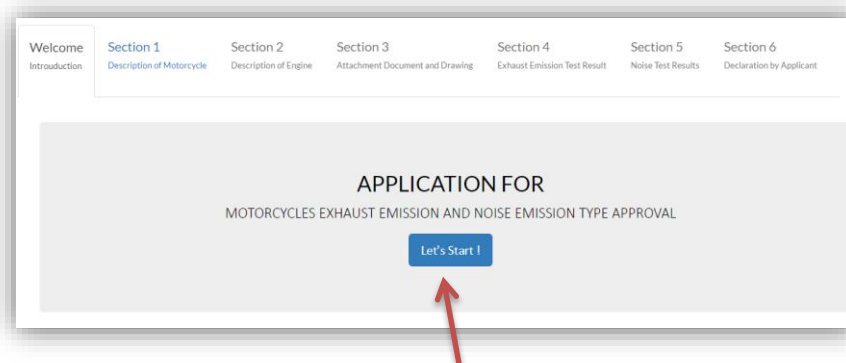 Welcome
Introuduction
Section 1
Description of Motorcycle
Section 2
Description of Engine
Section 3
Attachment Document and Drawing
Section 4
Exhaust Emission Test Result
Section 5
Noise Test Results
Section 6
Declaration by Applicant
APPLICATION FOR
MOTORCYCLES EXHAUST EMISSION AND NOISE EMISSION TYPE APPROVAL
Let's Start !